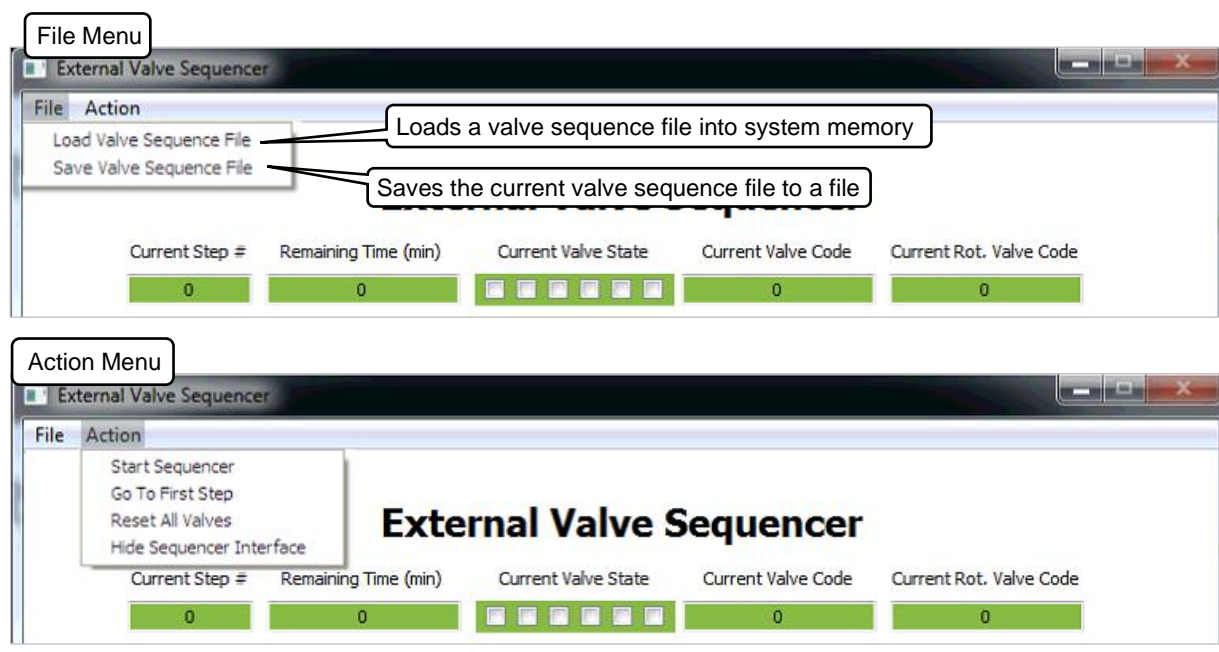 File Menu
External Valve Sequencer
File Action
Load Valve Sequence File
Loads a valve sequence file into system memory
Save Valve Sequence File
Saves the current valve sequence file to a file
External Valve Sequencer
Current Step # Remaining Time (min) Current Valve State Current Valve Code Current Rot. Valve Code
0 0 0 0
Action Menu
External Valve Sequencer
File Action
Start Sequencer
Go To First Step
Reset All Valves
Hide Sequencer Interface
External Valve Sequencer
Current Step # Remaining Time (min) Current Valve State Current Valve Code Current Rot. Valve Code
0 0 0 0